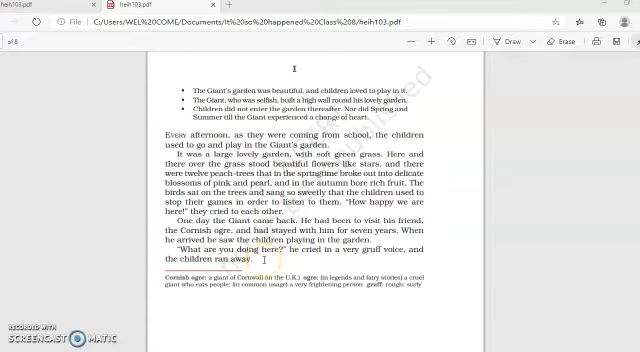 heih103.pdf
heih103.pdf
File
C:/Users/WEL%20COME/Documents/It%20so%20happened%20Class%208/heih103.pdf
of 8
Draw
Erase
I
• The Giant's garden was beautiful, and children loved to play in it.
• The Giant, who was selfish, built a high wall round his lovely garden.
• Children did not enter the garden thereafter. Nor did Spring and
Summer till the Giant experienced a change of heart.
EVERY afternoon, as they were coming from school, the children
used to go and play in the Giant's garden.
It was a large lovely garden, with soft green grass. Here and
there over the grass stood beautiful flowers like stars, and there
were twelve peach-trees that in the springtime broke out into delicate
blossoms of pink and pearl, and in the autumn bore rich fruit. The
birds sat on the trees and sang so sweetly that the children used to
stop their games in order to listen to them. “How happy we are
here!” they cried to each other.
One day the Giant came back. He had been to visit his friend,
the Cornish ogre, and had stayed with him for seven years. When
he arrived he saw the children playing in the garden.
“What are you doing here?” he cried in a very gruff voice, and
the children ran away.
Cornish ogre: a giant of Cornwall (in the U.K.) ogre: (in legends and fairy stories) a cruel
giant who eats people; (in common usage) a very frightening person gruff: rough; surly
RECORDED WITH
SCREENCAST MATIC